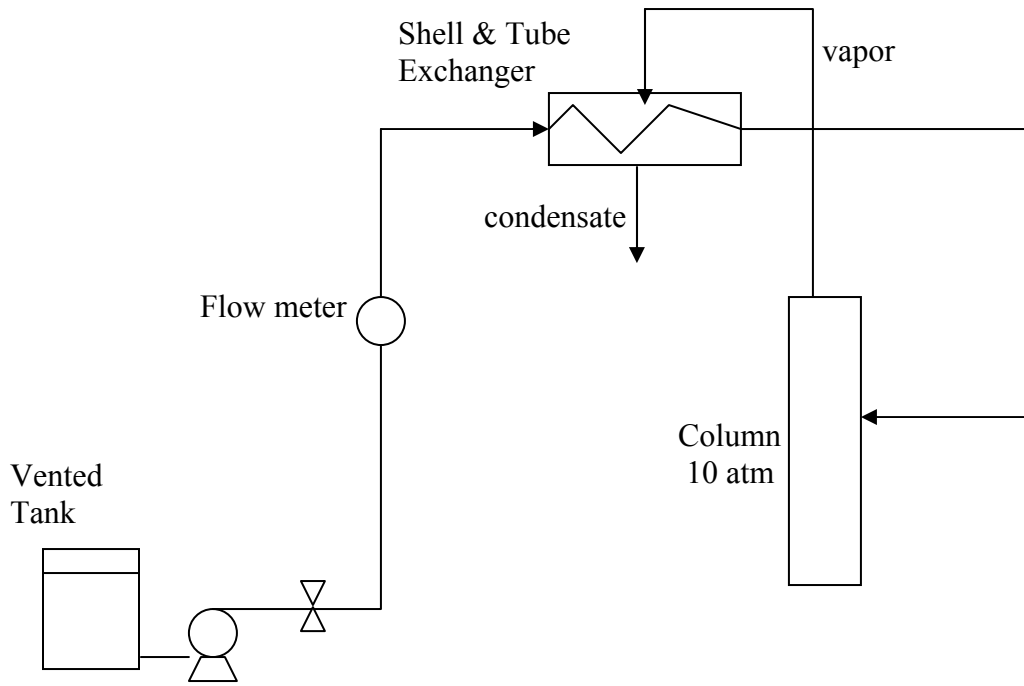 Shell & Tube
Exchanger
vapor
condensate
Flow meter
Column
10 atm
Vented
Tank